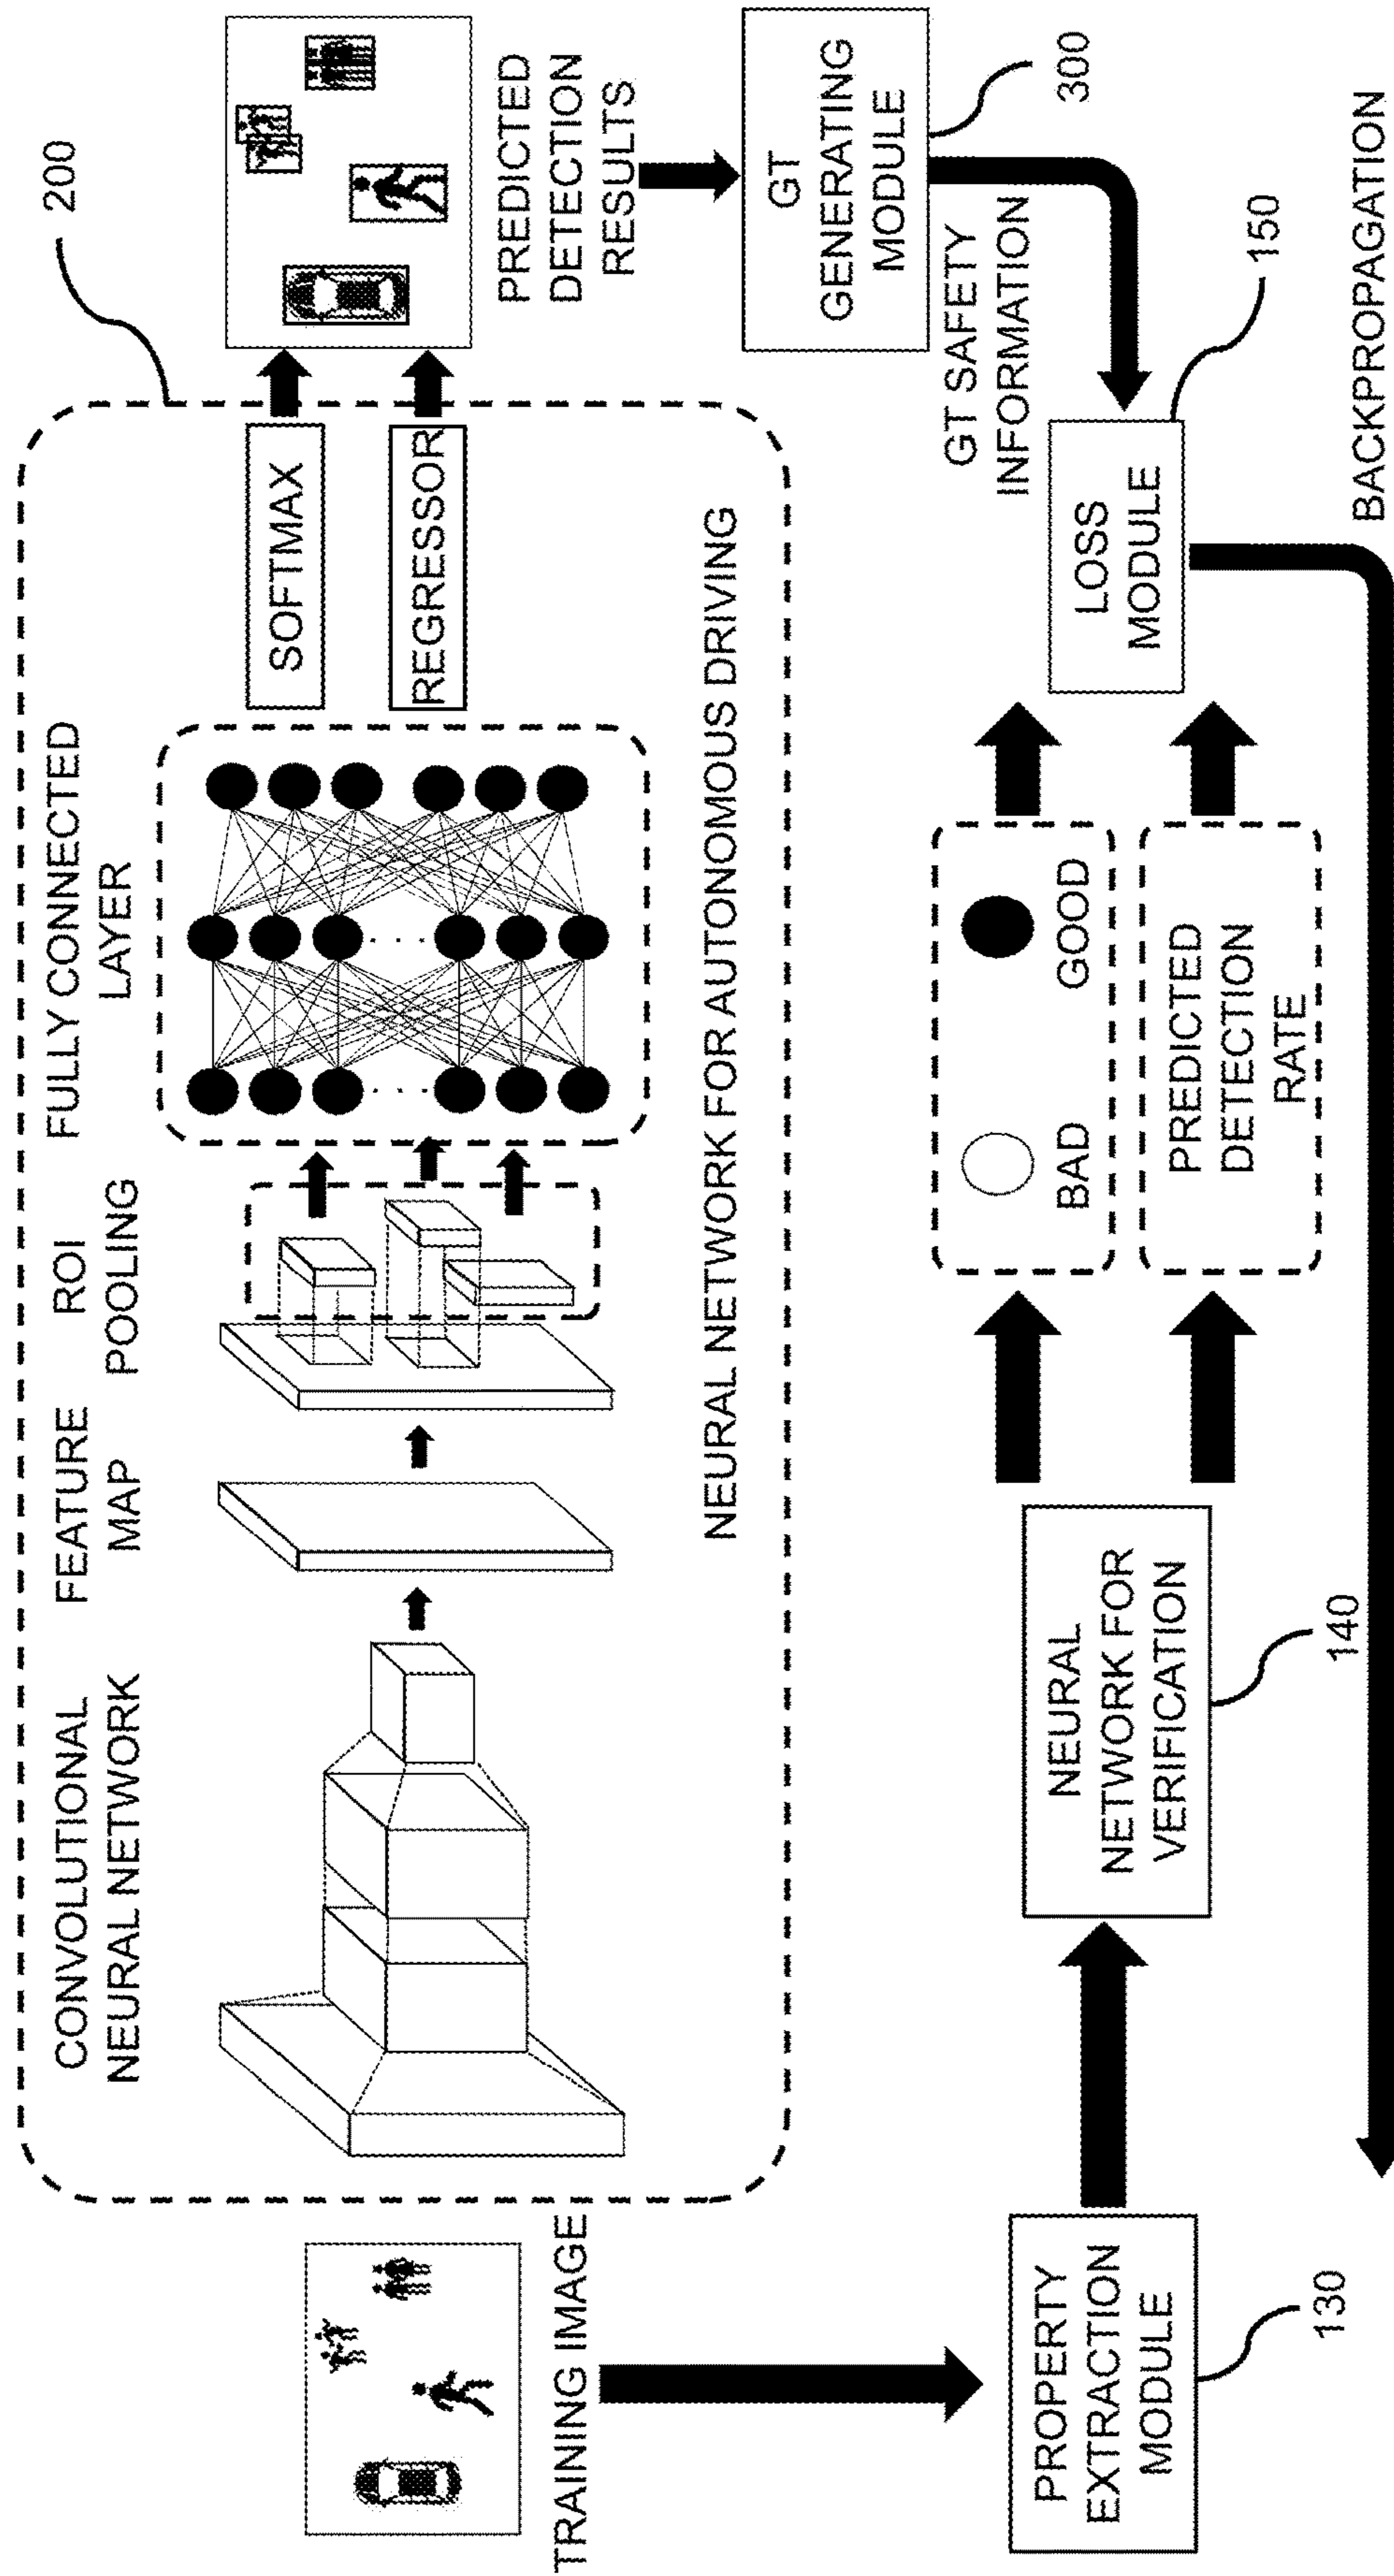 200
CONVOLUTIONAL
NEURAL NETWORK
FEATURE
MAP
ROI
POOLING
FULLY CONNECTED
LAYER
SOFTMAX
REGRESSOR
NEURAL NETWORK FOR AUTONOMOUS DRIVING
TRAINING IMAGE
PREDICTED
DETECTION
RESULTS
GT
GENERATING
MODULE
300
GT SAFETY
INFORMATION
PROPERTY
EXTRACTION
MODULE
130
NEURAL
NETWORK FOR
VERIFICATION
140
BAD
GOOD
PREDICTED
DETECTION
RATE
LOSS
MODULE
150
BACKPROPAGATION